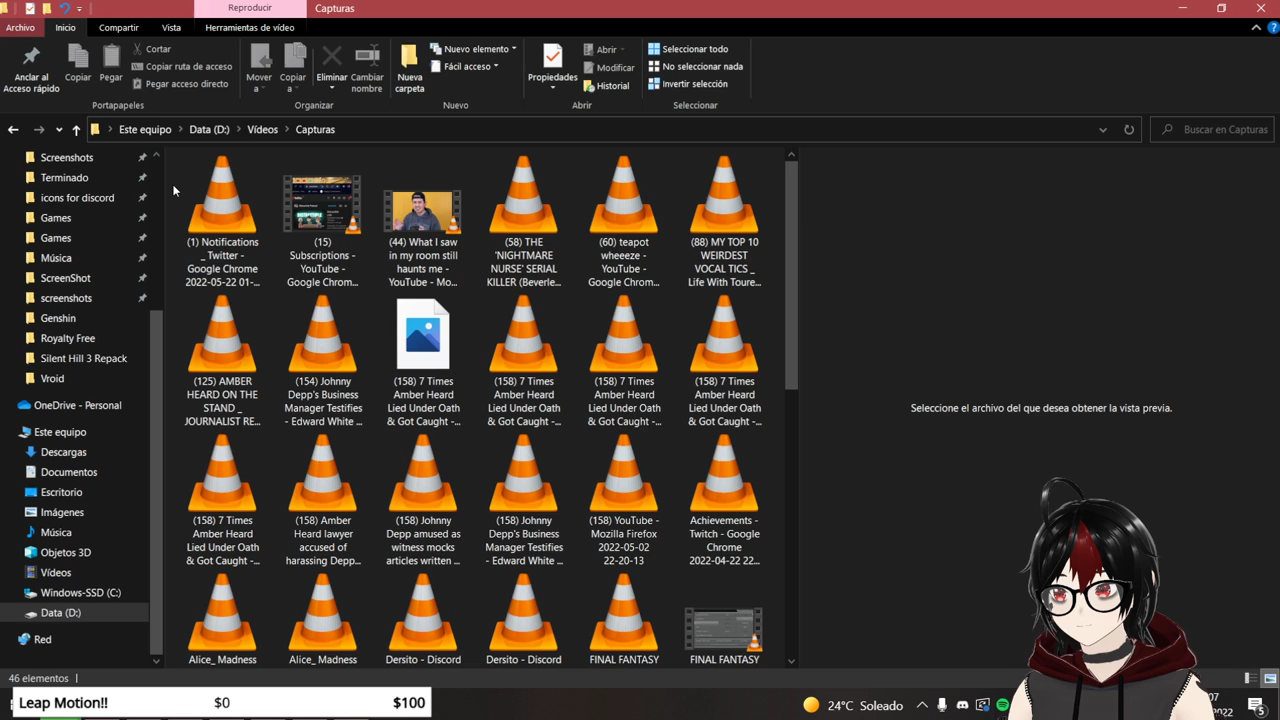 Reproducir
Capturas
Archivo
Inicio
Compartir
Vista
Herramientas de vídeo
Anclar al
Acceso rápido
Copiar
Pegar
Cortar
Copiar ruta de acceso
Pegar acceso directo
Mover
a
Copiar
a
Eliminar
Cambiar
nombre
Nueva
carpeta
Nuevo elemento
Fácil acceso
Propiedades
Abrir
Modificar
Historial
Seleccionar todo
No seleccionar nada
Invertir selección
Portapapeles
Organizar
Nuevo
Abrir
Seleccionar
Este equipo
Data (D:)
Vídeos
Capturas
Buscar en Capturas
Screenshots
Terminado
icons for discord
Games
Games
Música
ScreenShot
screenshots
Genshin
Royalty Free
Silent Hill 3 Repack
Vroid
OneDrive - Personal
Este equipo
Descargas
Documentos
Escritorio
Imágenes
Música
Objetos 3D
Vídeos
Windows-SSD (C:)
Data (D:)
Red
(1) Notifications
_ Twitter -
Google Chrome
2022-05-22 01-...
(15)
Subscriptions -
YouTube -
Google Chrom...
(44) What I saw
in my room still
haunts me -
YouTube - Mo...
(58) THE
'NIGHTMARE
NURSE' SERIAL
KILLER (Beverle...
(60) teapot
wheeeze -
YouTube -
Google Chrom...
(88) MY TOP 10
WEIRDEST
VOCAL TICS _
Life With Toure...
(125) AMBER
HEARD ON THE
STAND _
JOURNALIST RE...
(154) Johnny
Depp's Business
Manager Testifies
- Edward White ...
(158) 7 Times
Amber Heard
Lied Under Oath
& Got Caught -...
(158) 7 Times
Amber Heard
Lied Under Oath
& Got Caught -...
(158) 7 Times
Amber Heard
Lied Under Oath
& Got Caught -...
(158) 7 Times
Amber Heard
Lied Under Oath
& Got Caught -...
(158) 7 Times
Amber Heard
Lied Under Oath
& Got Caught -...
(158) Amber
Heard lawyer
accused of
harassing Depp...
(158) Johnny
Depp amused as
witness mocks
articles written ...
(158) Johnny
Depp's Business
Manager Testifies
- Edward White ...
(158) YouTube -
Mozilla Firefox
2022-05-02
22-20-13
Achievements -
Twitch - Google
Chrome
2022-04-22 22...
Alice_ Madness
Alice_ Madness
Dersito - Discord
Dersito - Discord
FINAL FANTASY
FINAL FANTASY
Seleccione el archivo del que desea obtener la vista previa.
46 elementos
Leap Motion!!
$0
$100
24°C Soleado